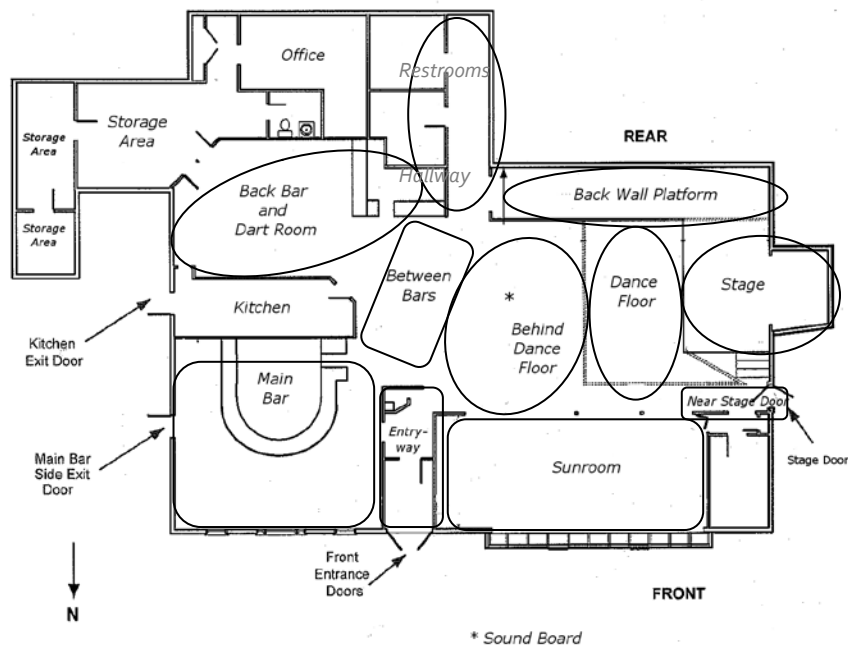 Office
Restrooms
Storage
Area
Storage
Area
REAR
Hallway
Back Bar
and
Dart Room
Back Wall Platform
Storage
Area
Between
Bars
Dance
Floor
Stage
*
Kitchen
Behind
Dance
Floor
Kitchen
Exit Door
Main
Bar
Near Stage Door
Entry-
way
Main Bar
Side Exit
Door
Sunroom
Stage Door
Front
Entrance
Doors
N
FRONT
* Sound Board